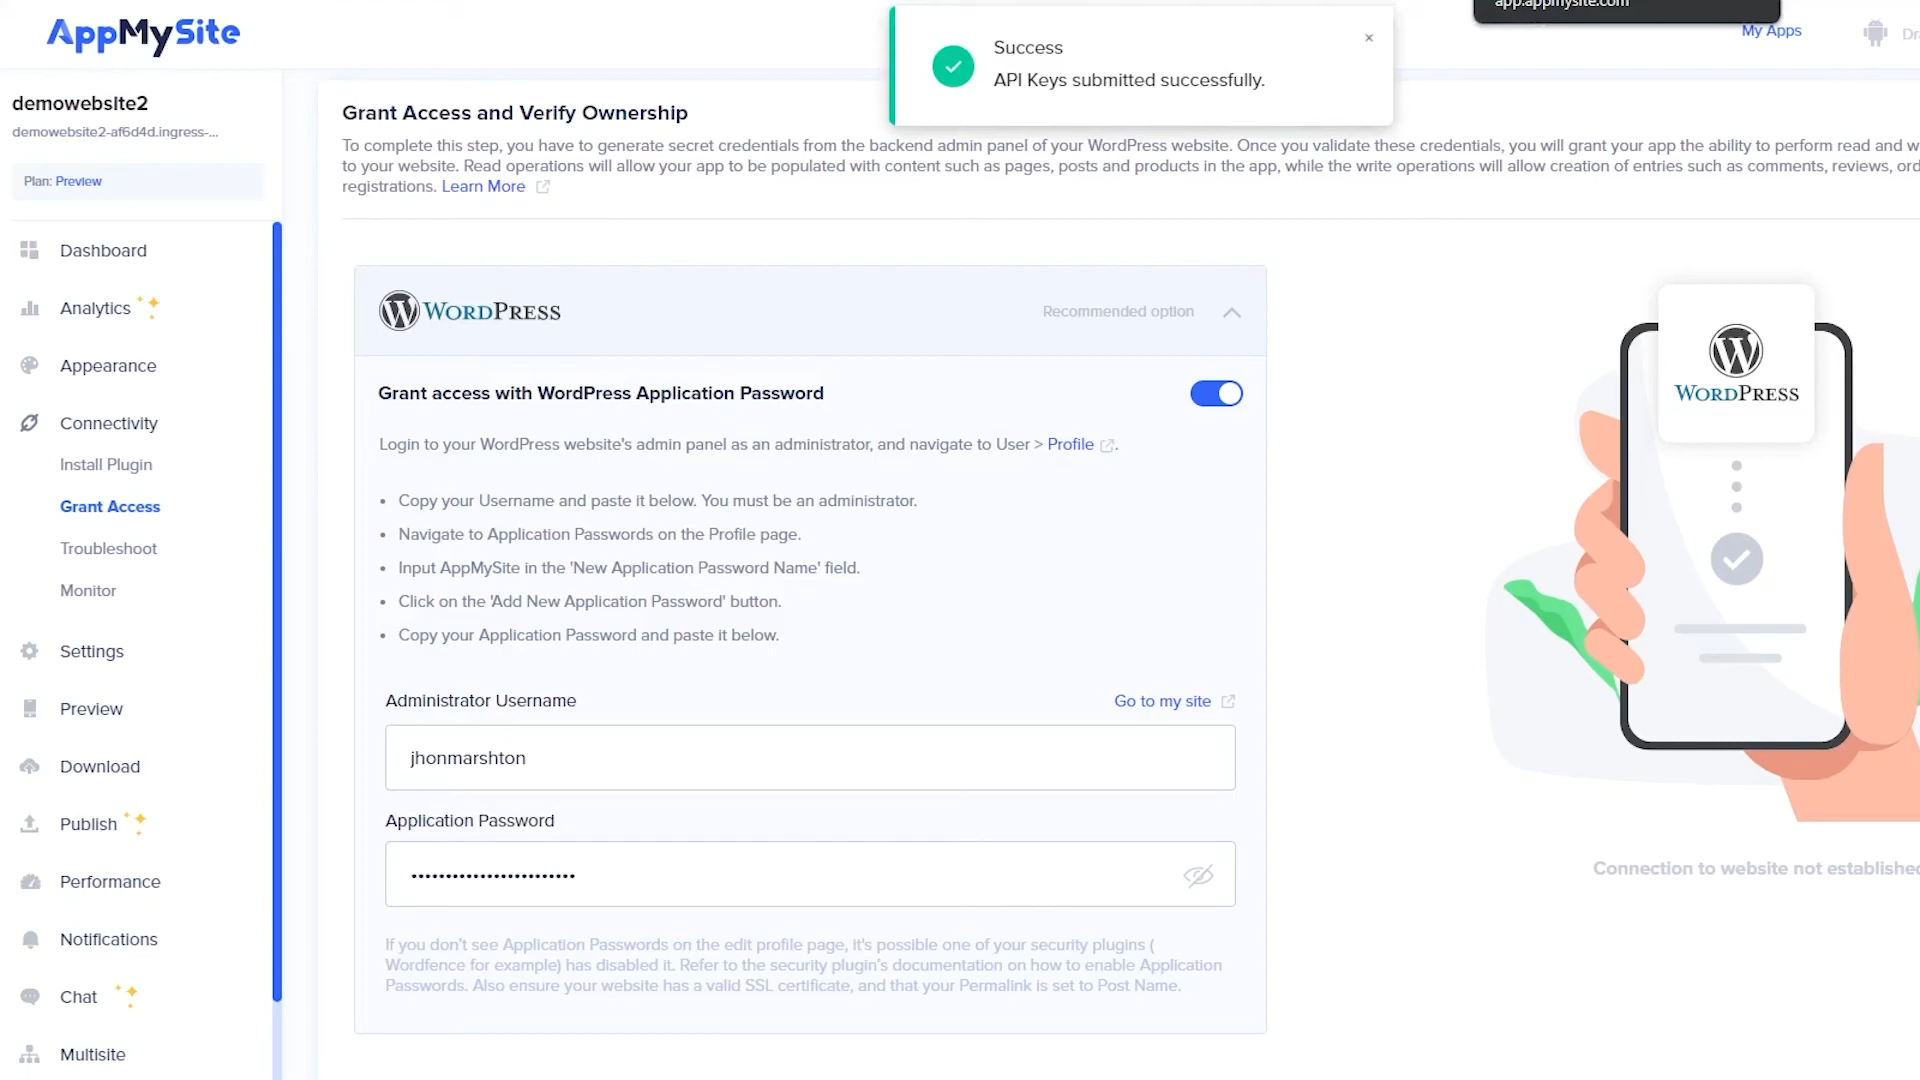 app.appmysite.com
AppMySite
Success
API Keys submitted successfully.
×
My Apps
demowebsite2
demowebsite2-af6d4d.ingress-...
Plan: Preview
Dashboard
Analytics
Appearance
Connectivity
Install Plugin
Grant Access
Troubleshoot
Monitor
Settings
Preview
Download
Publish
Performance
Notifications
Chat
Multisite
Grant Access and Verify Ownership
To complete this step, you have to generate secret credentials from the backend admin panel of your WordPress website. Once you validate these credentials, you will grant your app the ability to perform read and w
to your website. Read operations will allow your app to be populated with content such as pages, posts and products in the app, while the write operations will allow creation of entries such as comments, reviews, ord
registrations. Learn More
WORDPRESS
Recommended option
Grant access with WordPress Application Password
Login to your WordPress website's admin panel as an administrator, and navigate to User > Profile .
• Copy your Username and paste it below. You must be an administrator.
• Navigate to Application Passwords on the Profile page.
• Input AppMySite in the 'New Application Password Name' field.
• Click on the 'Add New Application Password' button.
• Copy your Application Password and paste it below.
Administrator Username
Go to my site
jhonmarshton
Application Password
••••••••••••••••••••••••
If you don't see Application Passwords on the edit profile page, it's possible one of your security plugins (
Wordfence for example) has disabled it. Refer to the security plugin's documentation on how to enable Application
Passwords. Also ensure your website has a valid SSL certificate, and that your Permalink is set to Post Name.
WORDPRESS
Connection to website not established